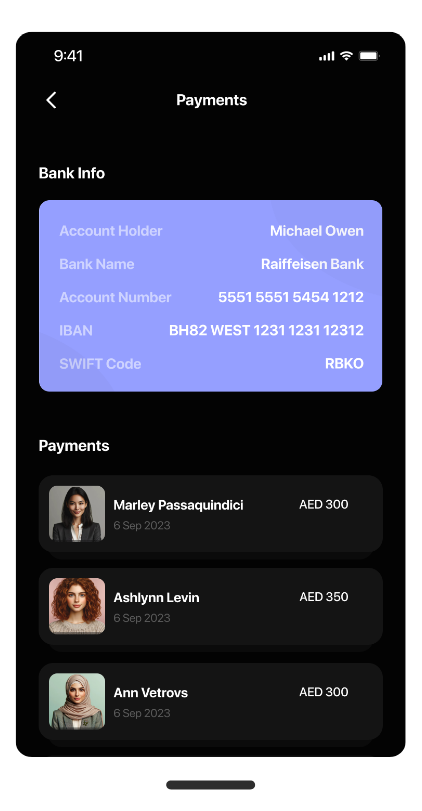 9:41
Payments
Bank Info
Account Holder Michael Owen
Bank Name Raiffeisen Bank
Account Number 5551 5551 5454 1212
IBAN BH82 WEST 1231 1231 12312
SWIFT Code RBKO
Payments
Marley Passaquindici AED 300
6 Sep 2023
Ashlynn Levin AED 350
6 Sep 2023
Ann Vetrovs AED 300
6 Sep 2023